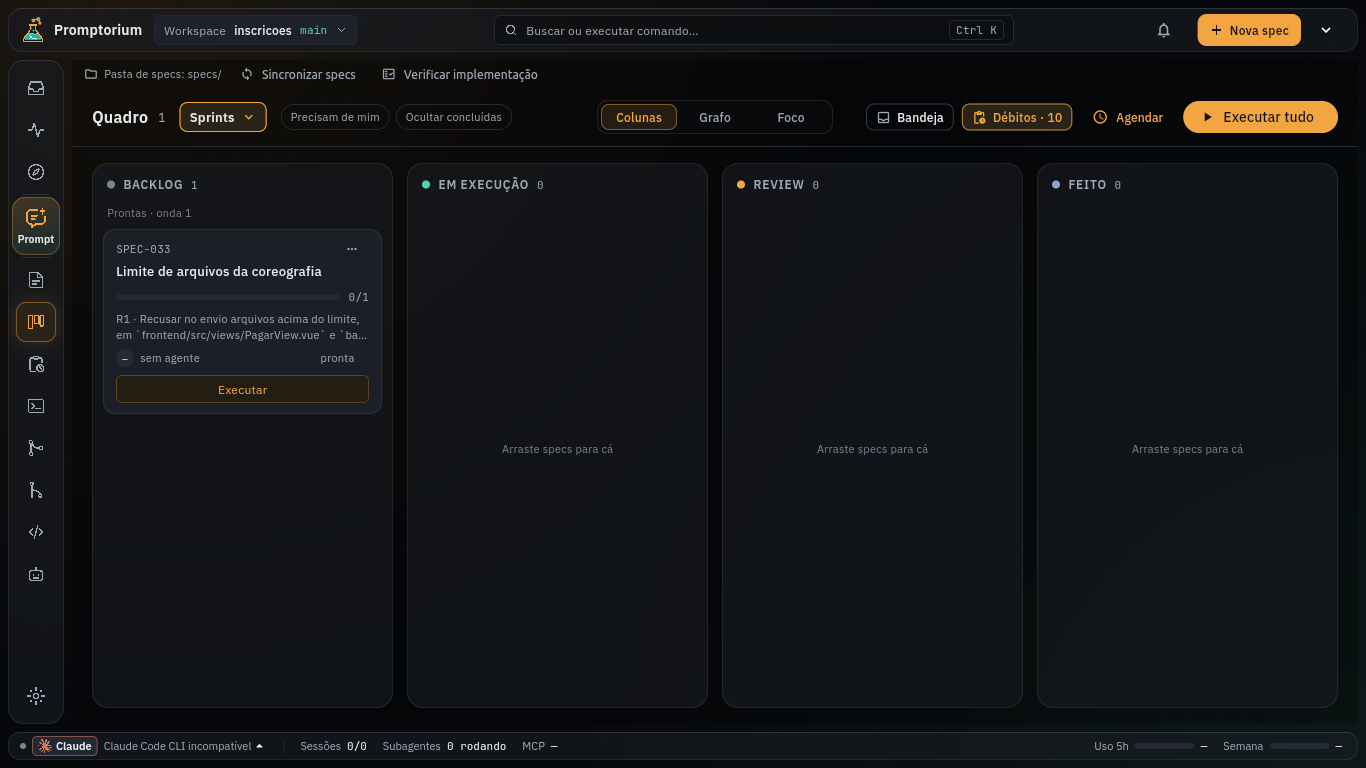 Promptorium
Workspace inscricoes main
Buscar ou executar comando...
Ctrl K
Nova spec
Pasta de specs: specs/
Sincronizar specs
Verificar implementação
Quadro 1
Sprints
Precisam de mim
Ocultar concluídas
Colunas
Grafo
Foco
Bandeja
Débitos · 10
Agendar
Executar tudo
Prompt
BACKLOG 1
Prontas · onda 1
SPEC-033
Limite de arquivos da coreografia
0/1
R1 · Recusar no envio arquivos acima do limite,
em `frontend/src/views/PagarView.vue` e `ba...
– sem agente
pronta
Executar
EM EXECUÇÃO 0
Arraste specs para cá
REVIEW 0
Arraste specs para cá
FEITO 0
Arraste specs para cá
Claude
Claude Code CLI incompatível
Sessões 0/0
Subagentes 0 rodando
MCP —
Uso 5h —
Semana —